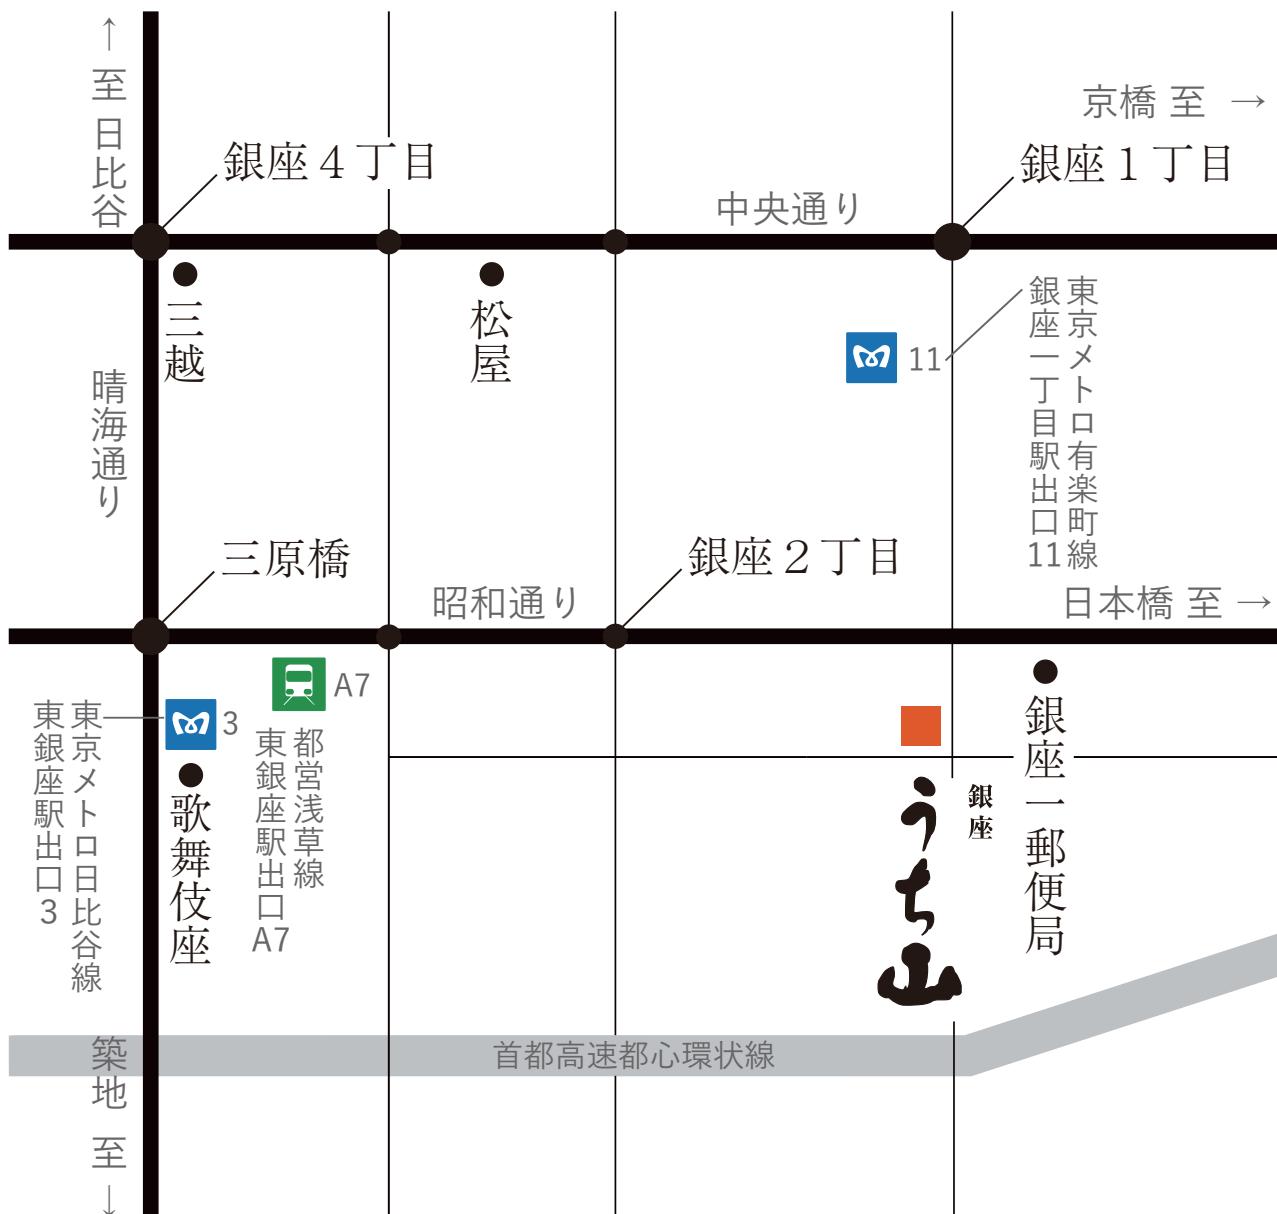 ↑至日比谷
京橋 至 →
銀座４丁目
銀座１丁目
中央通り
三越
松屋
11
東京メトロ有楽町線
銀座一丁目駅出口11
晴海通り
三原橋
銀座２丁目
昭和通り
日本橋 至 →
A7
3
東京メトロ日比谷線
東銀座駅出口3
都営浅草線
東銀座駅出口A7
歌舞伎座
銀座
うち山
銀座一郵便局
首都高速都心環状線
築地 至↓